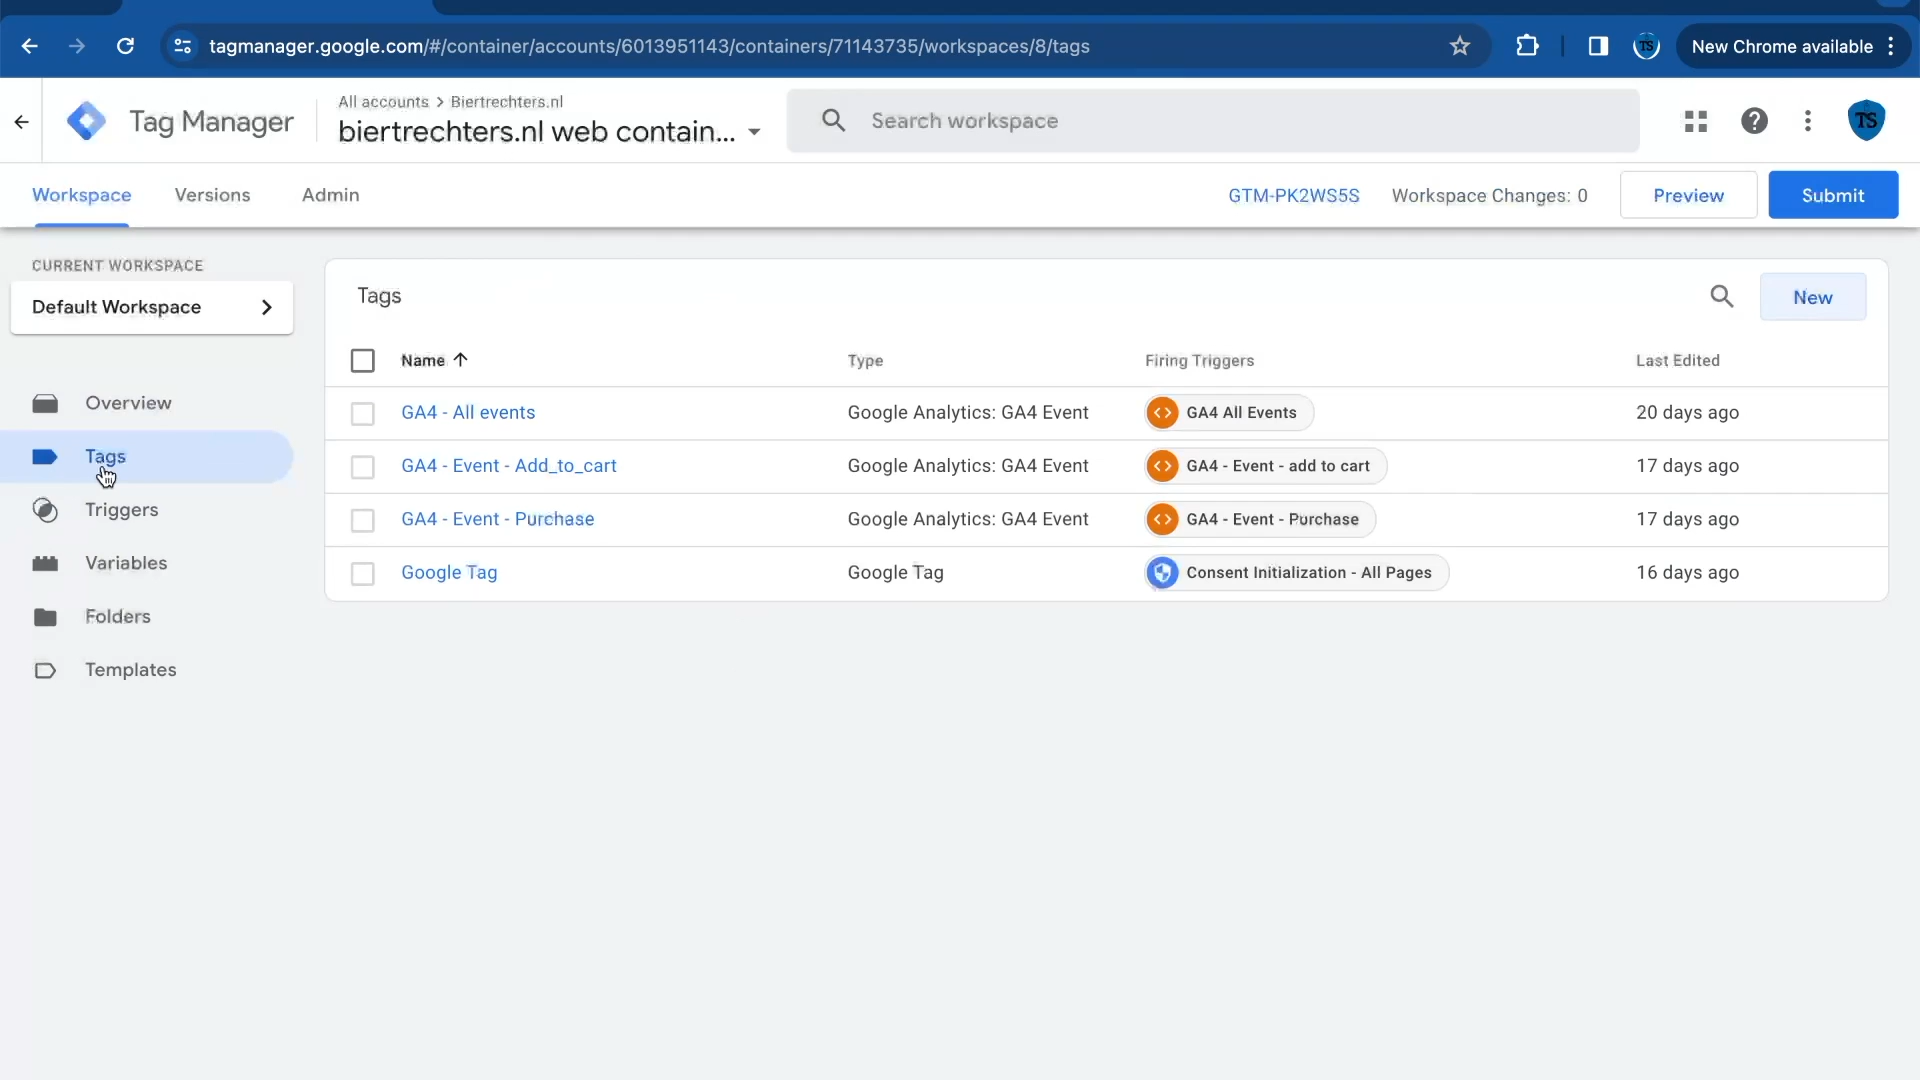 tagmanager.google.com/#/container/accounts/6013951143/containers/71143735/workspaces/8/tags
TS
New Chrome available
Tag Manager
All accounts > Biertrechters.nl
biertrechters.nl web contain...
Search workspace
TS
Workspace
Versions
Admin
GTM-PK2WS5S
Workspace Changes: 0
Preview
Submit
CURRENT WORKSPACE
Default Workspace
Overview
Tags
Triggers
Variables
Folders
Templates
Tags
New
Name
Type
Firing Triggers
Last Edited
GA4 - All events
Google Analytics: GA4 Event
GA4 All Events
20 days ago
GA4 - Event - Add_to_cart
Google Analytics: GA4 Event
GA4 - Event - add to cart
17 days ago
GA4 - Event - Purchase
Google Analytics: GA4 Event
GA4 - Event - Purchase
17 days ago
Google Tag
Google Tag
Consent Initialization - All Pages
16 days ago